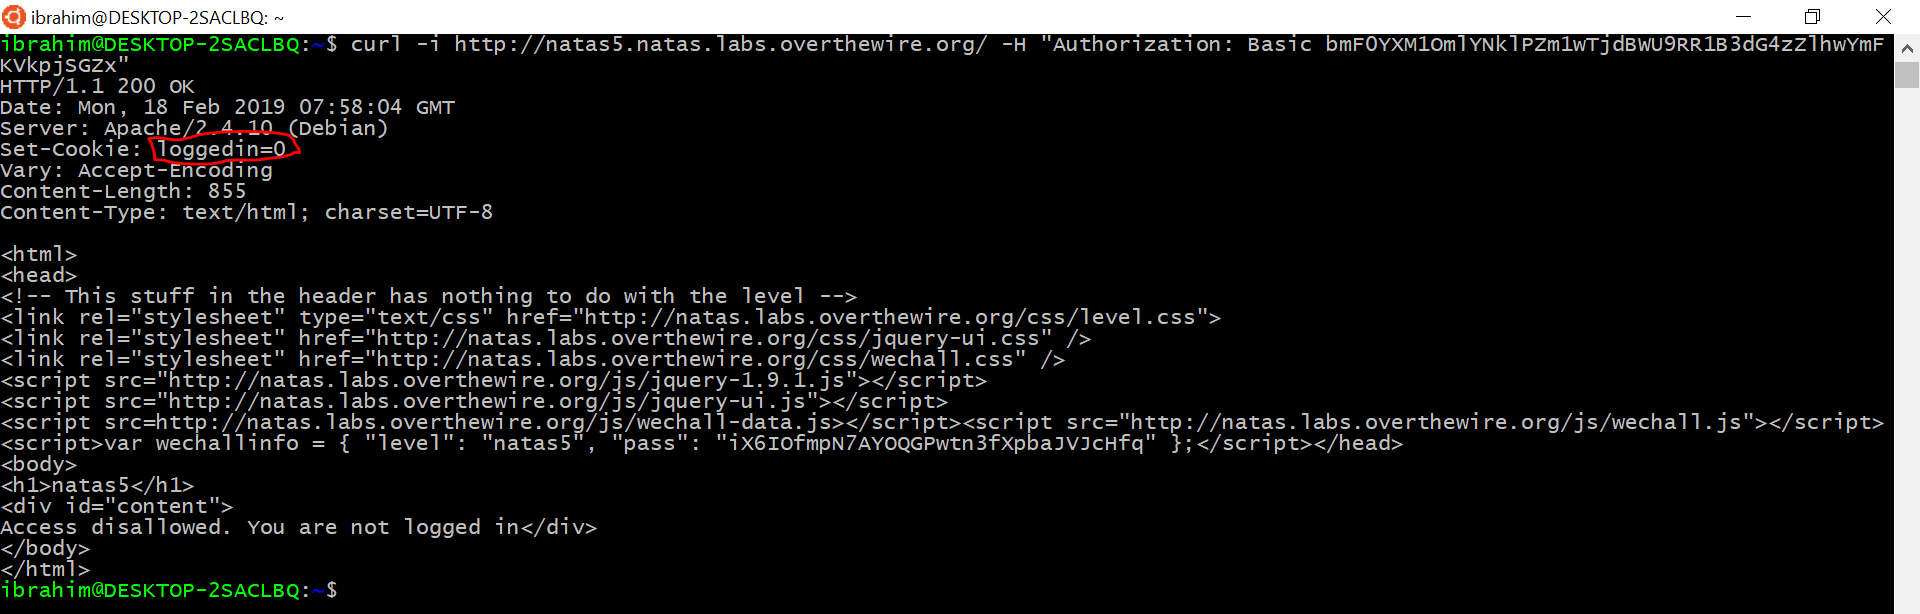 ibrahim@DESKTOP-2SACLBQ: ~
ibrahim@DESKTOP-2SACLBQ:~$ curl -i http://natas5.natas.labs.overthewire.org/ -H "Authorization: Basic bmF0YXM1OmlYNklPZm1wTjdBWU9RR1B3dG4zZlhwYmF
KVkpjSGZx"
HTTP/1.1 200 OK
Date: Mon, 18 Feb 2019 07:58:04 GMT
Server: Apache/2.4.10 (Debian)
Set-Cookie: loggedin=0
Vary: Accept-Encoding
Content-Length: 855
Content-Type: text/html; charset=UTF-8
<html>
<head>
<!-- This stuff in the header has nothing to do with the level -->
<link rel="stylesheet" type="text/css" href="http://natas.labs.overthewire.org/css/level.css">
<link rel="stylesheet" href="http://natas.labs.overthewire.org/css/jquery-ui.css" />
<link rel="stylesheet" href="http://natas.labs.overthewire.org/css/wechall.css" />
<script src="http://natas.labs.overthewire.org/js/jquery-1.9.1.js"></script>
<script src="http://natas.labs.overthewire.org/js/jquery-ui.js"></script>
<script src=http://natas.labs.overthewire.org/js/wechall-data.js></script><script src="http://natas.labs.overthewire.org/js/wechall.js"></script>
<script>var wechallinfo = { "level": "natas5", "pass": "iX6IOfmpN7AYOQGPwtn3fXpbaJVJcHfq" };</script></head>
<body>
<h1>natas5</h1>
<div id="content">
Access disallowed. You are not logged in</div>
</body>
</html>
ibrahim@DESKTOP-2SACLBQ:~$